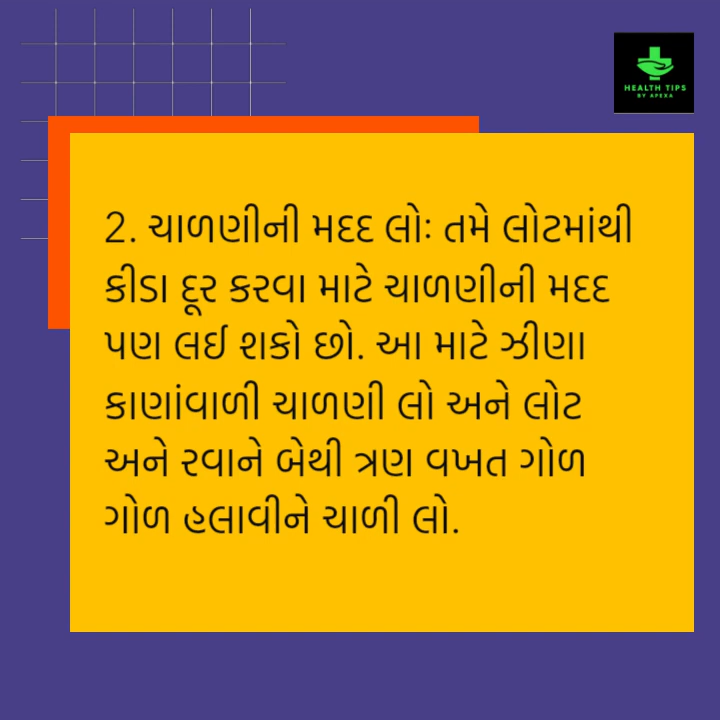 HEALTH TIPS
BY APEXA
2. ચાળણીની મદદ લોઃ તમે લોટમાંથી
કીડા દૂર કરવા માટે ચાળણીની મદદ
પણ લઈ શકો છો. આ માટે ઝીણા
કાણાંવાળી ચાળણી લો અને લોટ
અને રવાને બેથી ત્રણ વખત ગોળ
ગોળ હલાવીને ચાળી લો.